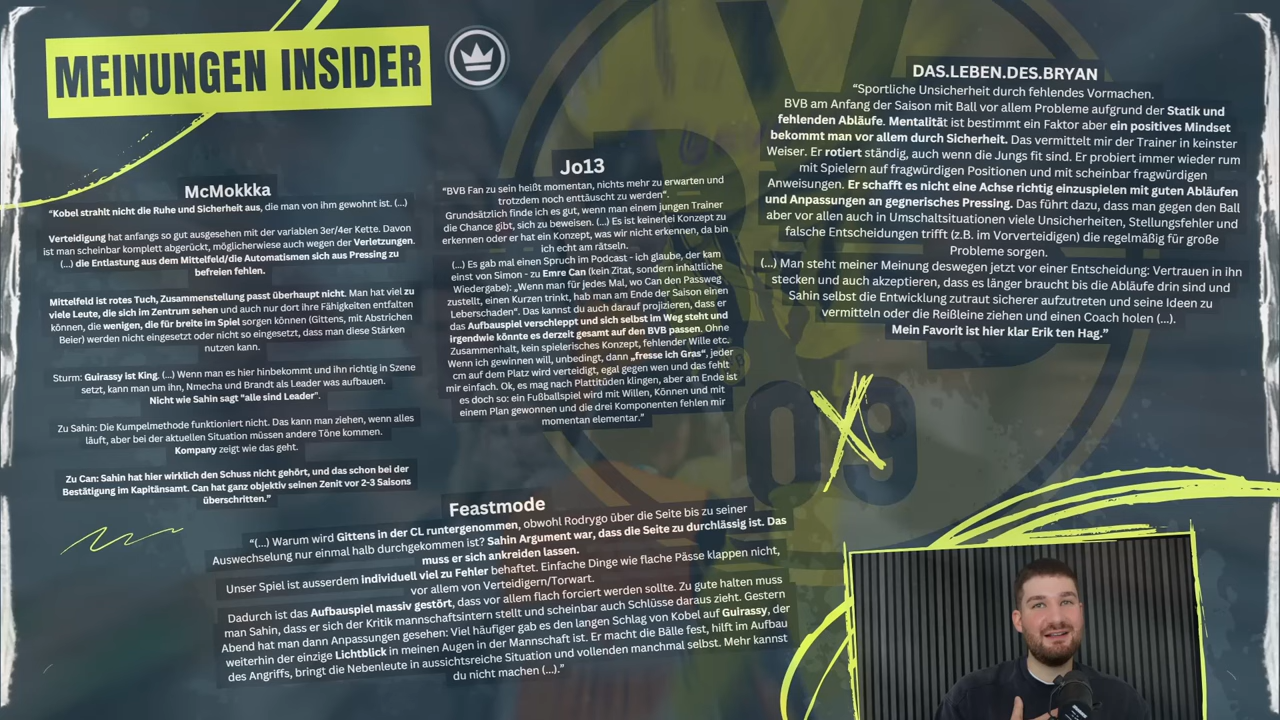 MEINUNGEN INSIDER
McMokkka
“Kobel strahlt nicht die Ruhe und Sicherheit aus, die man von ihm gewohnt ist. (...)
Verteidigung hat anfangs so gut ausgesehen mit der variablen 3er/4er Kette. Davon
ist man scheinbar komplett abgerückt, möglicherwiese auch wegen der Verletzungen.
(...) die Entlastung aus dem Mittelfeld/die Automatismen sich aus Pressing zu
befreien fehlen.
Mittelfeld ist rotes Tuch, Zusammenstellung passt überhaupt nicht. Man hat viel zu
viele Leute, die sich im Zentrum sehen und auch nur dort ihre Fähigkeiten entfalten
können, die wenigen, die für breite im Spiel sorgen können (Gittens, mit Abstrichen
Beier) werden nicht eingesetzt oder nicht so eingesetzt, dass man diese Stärken
nutzen kann.
Sturm: Guirassy ist King. (...) Wenn man es hier hinbekommt und ihn richtig in Szene
setzt, kann man um ihn, Nmecha und Brandt als Leader was aufbauen.
Nicht wie Sahin sagt “alle sind Leader”.
Zu Sahin: Die Kumpelmethode funktioniert nicht. Das kann man ziehen, wenn alles
läuft, aber bei der aktuellen Situation müssen andere Töne kommen.
Kompany zeigt wie das geht.
Zu Can: Sahin hat hier wirklich den Schuss nicht gehört, und das schon bei der
Bestätigung im Kapitänsamt. Can hat ganz objektiv seinen Zenit vor 2-3 Saisons
überschritten.”
Jo13
“BVB Fan zu sein heißt momentan, nichts mehr zu erwarten und
trotzdem noch enttäuscht zu werden“.
Grundsätzlich finde ich es gut, wenn man einem jungen Trainer
die Chance gibt, sich zu beweisen. (...) Es ist keinerlei Konzept zu
erkennen oder er hat ein Konzept, was wir nicht erkennen, da bin
ich echt am rätseln.
(...) Es gab mal einen Spruch im Podcast - ich glaube, der kam
einst von Simon - zu Emre Can (kein Zitat, sondern inhaltliche
Wiedergabe): „Wenn man für jedes Mal, wo Can den Passweg
zustellt, einen Kurzen trinkt, hab man am Ende der Saison einen
Leberschaden“. Das kannst du auch darauf projizieren, dass er
das Aufbauspiel verschleppt und sich selbst im Weg steht und
irgendwie könnte es derzeit gesamt auf den BVB passen. Ohne
Zusammenhalt, kein spielerisches Konzept, fehlender Wille etc.
Wenn ich gewinnen will, unbedingt, dann „fresse ich Gras“, jeder
cm auf dem Platz wird verteidigt, egal gegen wen und das fehlt
mir einfach. Ok, es mag nach Plattitüden klingen, aber am Ende ist
es doch so: ein Fußballspiel wird mit Willen, Können und mit
einem Plan gewonnen und die drei Komponenten fehlen mir
momentan elementar.”
DAS.LEBEN.DES.BRYAN
“Sportliche Unsicherheit durch fehlendes Vormachen.
BVB am Anfang der Saison mit Ball vor allem Probleme aufgrund der Statik und
fehlenden Abläufe. Mentalität ist bestimmt ein Faktor aber ein positives Mindset
bekommt man vor allem durch Sicherheit. Das vermittelt mir der Trainer in keinster
Weiser. Er rotiert ständig, auch wenn die Jungs fit sind. Er probiert immer wieder rum
mit Spielern auf fragwürdigen Positionen und mit scheinbar fragwürdigen
Anweisungen. Er schafft es nicht eine Achse richtig einzuspielen mit guten Abläufen
und Anpassungen an gegnerisches Pressing. Das führt dazu, dass man gegen den Ball
aber vor allen auch in Umschaltsituationen viele Unsicherheiten, Stellungsfehler und
falsche Entscheidungen trifft (z.B. im Vorverteidigen) die regelmäßig für große
Probleme sorgen.
(...) Man steht meiner Meinung deswegen jetzt vor einer Entscheidung: Vertrauen in ihn
stecken und auch akzeptieren, dass es länger braucht bis die Abläufe drin sind und
Sahin selbst die Entwicklung zutraut sicherer aufzutreten und seine Ideen zu
vermitteln oder die Reißleine ziehen und einen Coach holen (...).
Mein Favorit ist hier klar Erik ten Hag.”
Feastmode
“(...) Warum wird Gittens in der CL runtergenommen, obwohl Rodrygo über die Seite bis zu seiner
Auswechselung nur einmal halb durchgekommen ist? Sahin Argument war, dass die Seite zu durchlässig ist. Das
muss er sich ankreiden lassen.
Unser Spiel ist ausserdem individuell viel zu Fehler behaftet. Einfache Dinge wie flache Pässe klappen nicht,
vor allem von Verteidigern/Torwart.
Dadurch ist das Aufbauspiel massiv gestört, dass vor allem flach forciert werden sollte. Zu gute halten muss
man Sahin, dass er sich der Kritik mannschaftsintern stellt und scheinbar auch Schlüsse daraus zieht. Gestern
Abend hat man dann Anpassungen gesehen: Viel häufiger gab es den langen Schlag von Kobel auf Guirassy, der
weiterhin der einzige Lichtblick in meinen Augen in der Mannschaft ist. Er macht die Bälle fest, hilft im Aufbau
des Angriffs, bringt die Nebenleute in aussichtsreiche Situation und vollenden manchmal selbst. Mehr kannst
du nicht machen (...).”
BVB
09